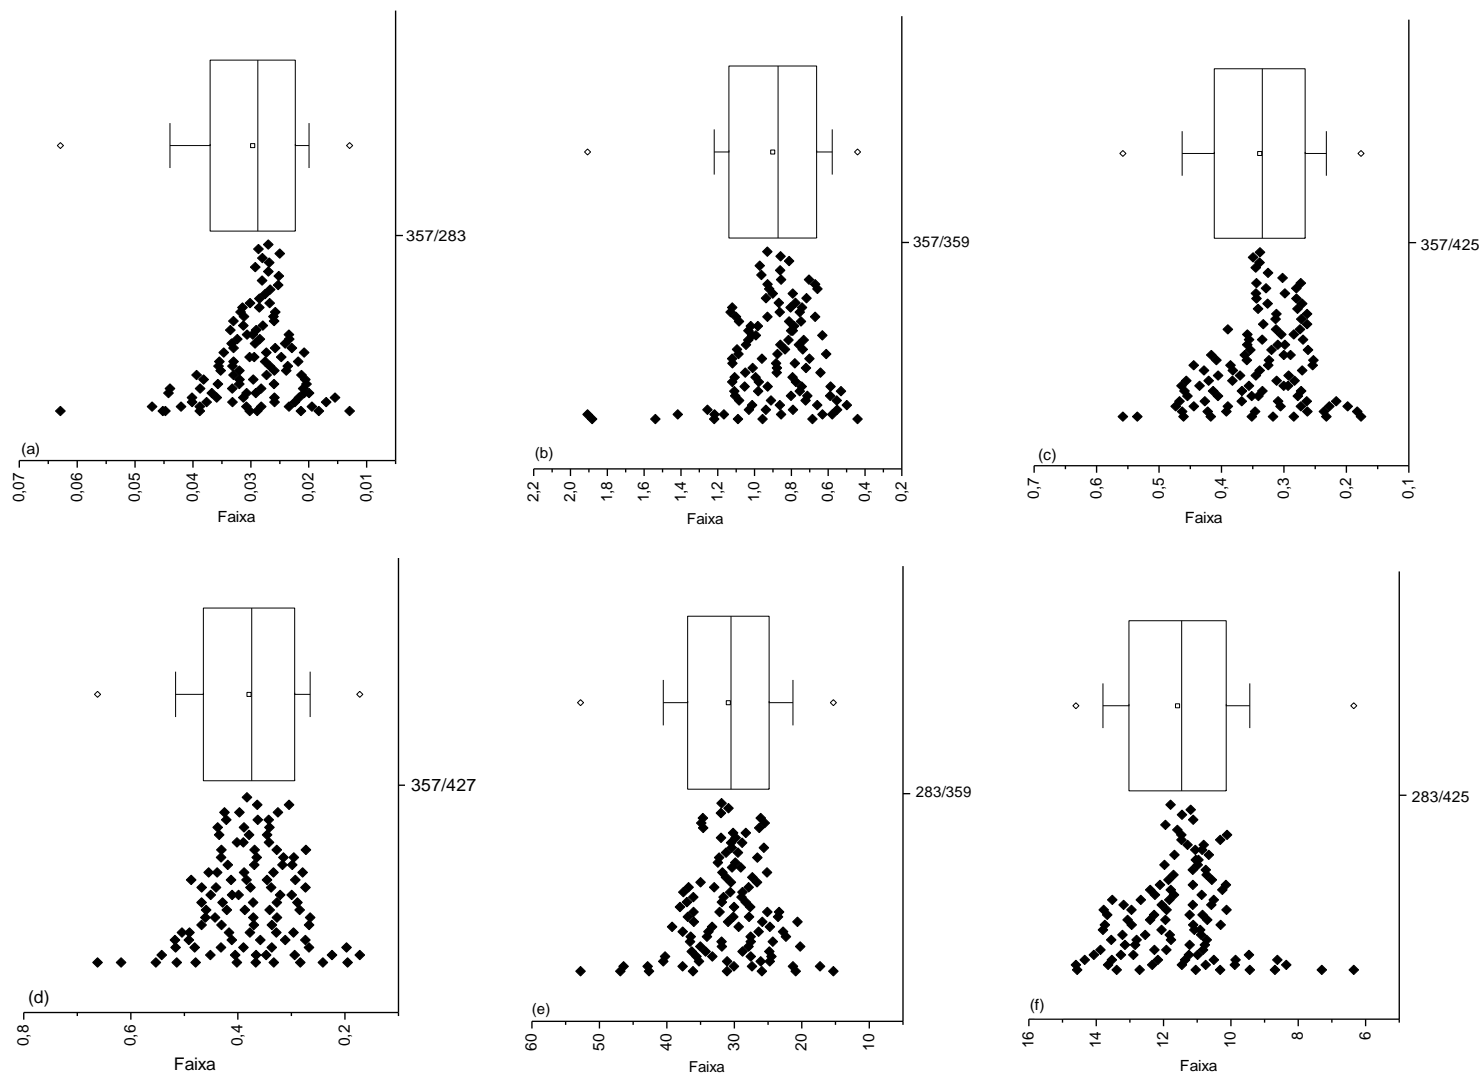 357/283
(a)
0,07 0,06 0,05 0,04 0,03 0,02 0,01
Faixa
357/359
(b)
2,2 2,0 1,8 1,6 1,4 1,2 1,0 0,8 0,6 0,4 0,2
Faixa
357/425
(c)
0,7 0,6 0,5 0,4 0,3 0,2 0,1
Faixa
357/427
(d)
0,8 0,6 0,4 0,2
Faixa
283/359
(e)
60 50 40 30 20 10
Faixa
283/425
(f)
16 14 12 10 8 6
Faixa